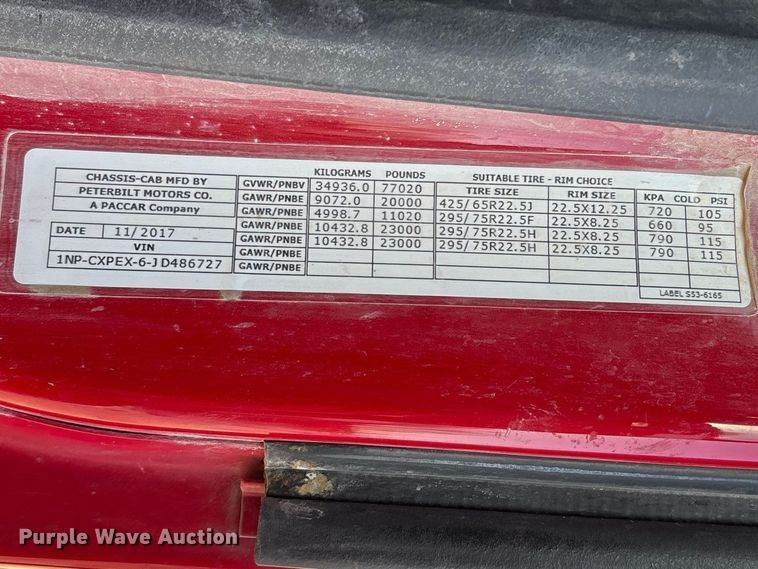 KILOGRAMS POUNDS SUITABLE TIRE - RIM CHOICE
CHASSIS-CAB MFD BY
PETERBILT MOTORS CO.
A PACCAR Company
DATE 11/2017
VIN
1NP-CXPEX-6-JD486727
TIRE SIZE RIM SIZE KPA COLD PSI
GVWR/PNBV 34936.0 77020
GAWR/PNBE 9072.0 20000 425/65R22.5J 22.5X12.25 720 105
GAWR/PNBE 4998.7 11020 295/75R22.5F 22.5X8.25 660 95
GAWR/PNBE 10432.8 23000 295/75R22.5H 22.5X8.25 790 115
GAWR/PNBE 10432.8 23000 295/75R22.5H 22.5X8.25 790 115
GAWR/PNBE
GAWR/PNBE
LABEL S53-6165
Purple Wave Auction®